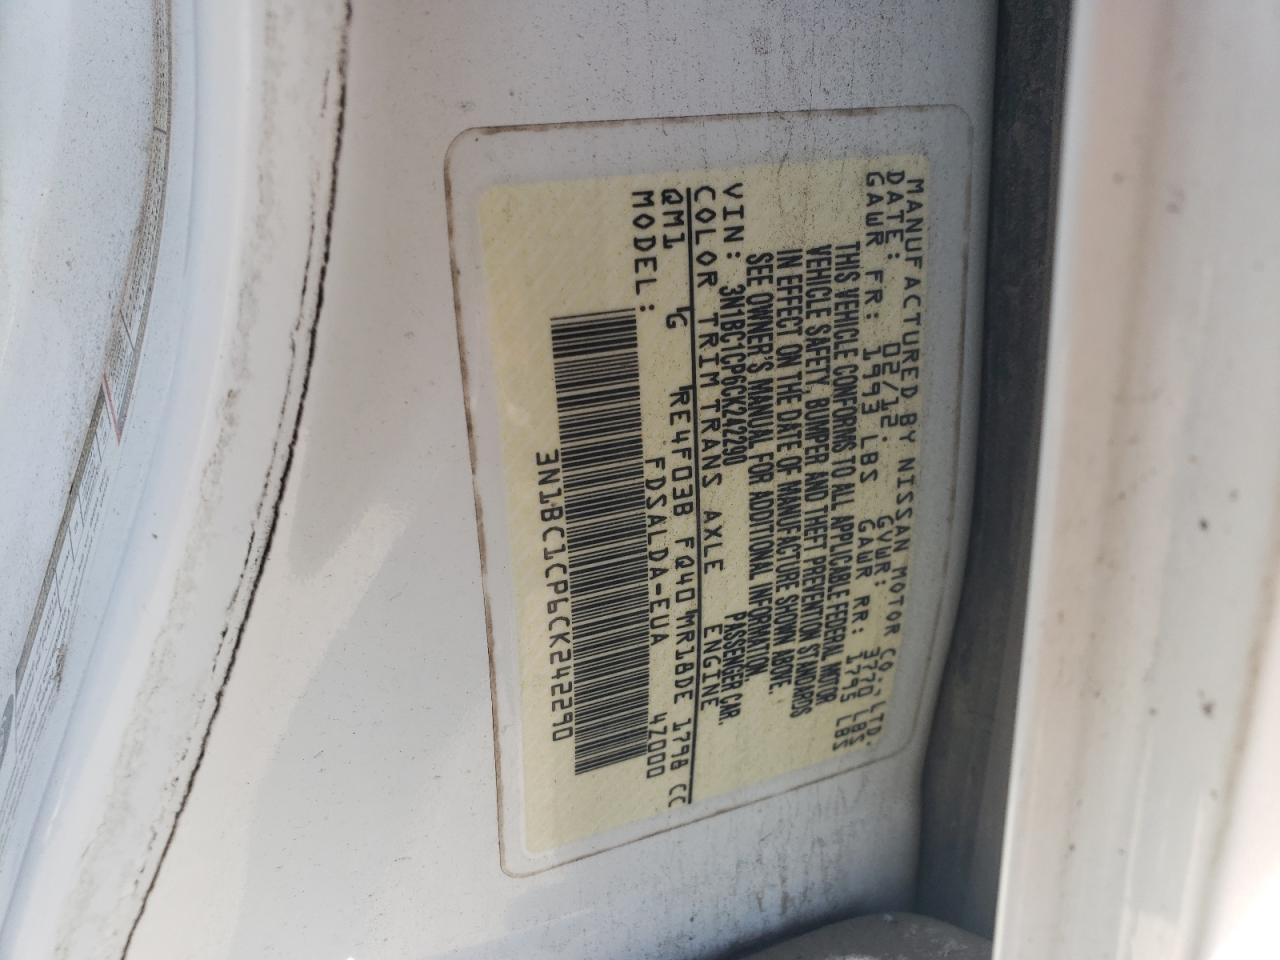 MANUFACTURED BY NISSAN MOTOR CO., LTD.
DATE: 02/12. GVWR: 3770 LBS
GAWR FR: 1993 LBS GAWR RR: 1795 LBS
THIS VEHICLE CONFORMS TO ALL APPLICABLE FEDERAL MOTOR
VEHICLE SAFETY, BUMPER AND THEFT PREVENTION STANDARDS
IN EFFECT ON THE DATE OF MANUFACTURE SHOWN ABOVE.
SEE OWNER'S MANUAL FOR ADDITIONAL INFORMATION.
VIN: 3N1BC1CP6CK242290 PASSENGER CAR.
COLOR TRIM TRANS AXLE ENGINE
QM1 G RE4F03B FQ40 MR18DE 1798 CC
MODEL: FDSALDA-EUA 4Z000
3N1BC1CP6CK242290